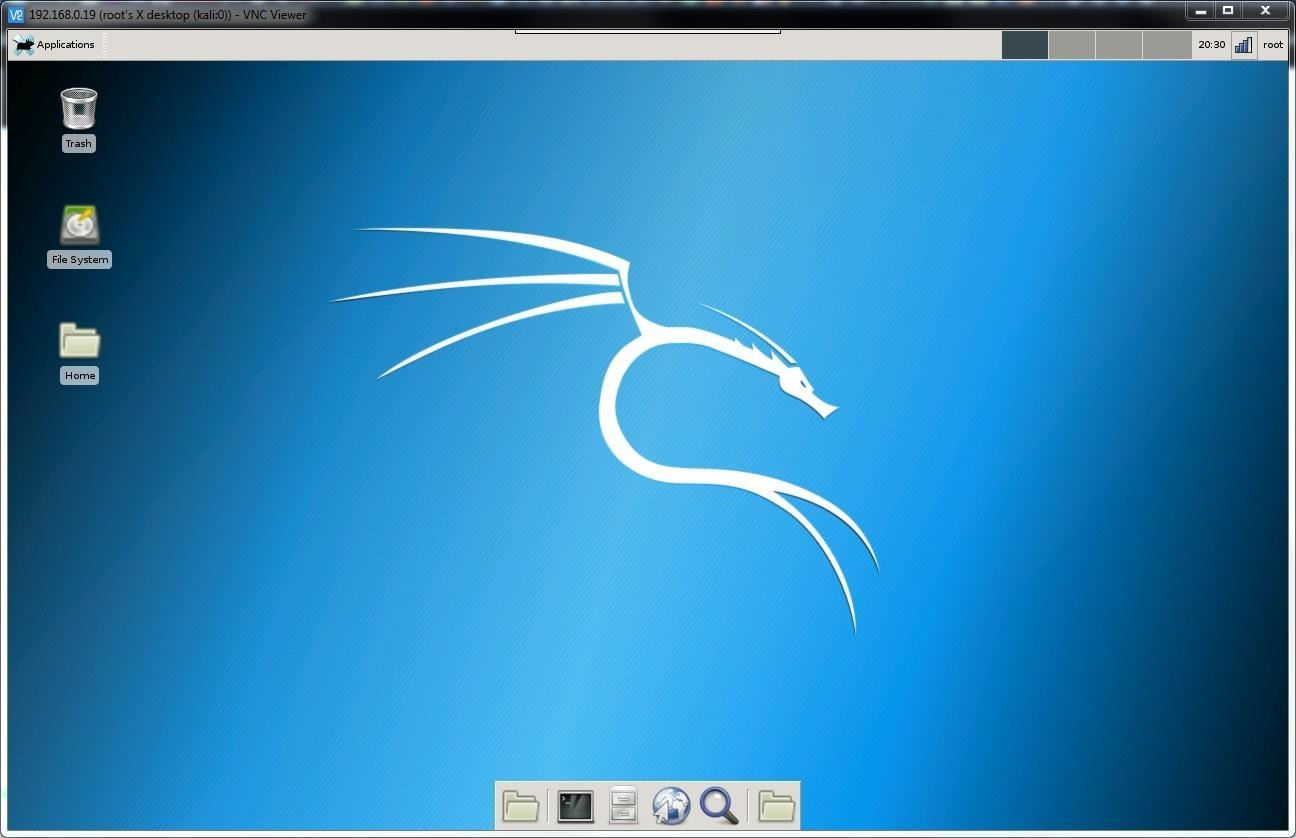 192.168.0.19 (root's X desktop (kali:0)) - VNC Viewer
Applications
20:30
root
Trash
File System
Home